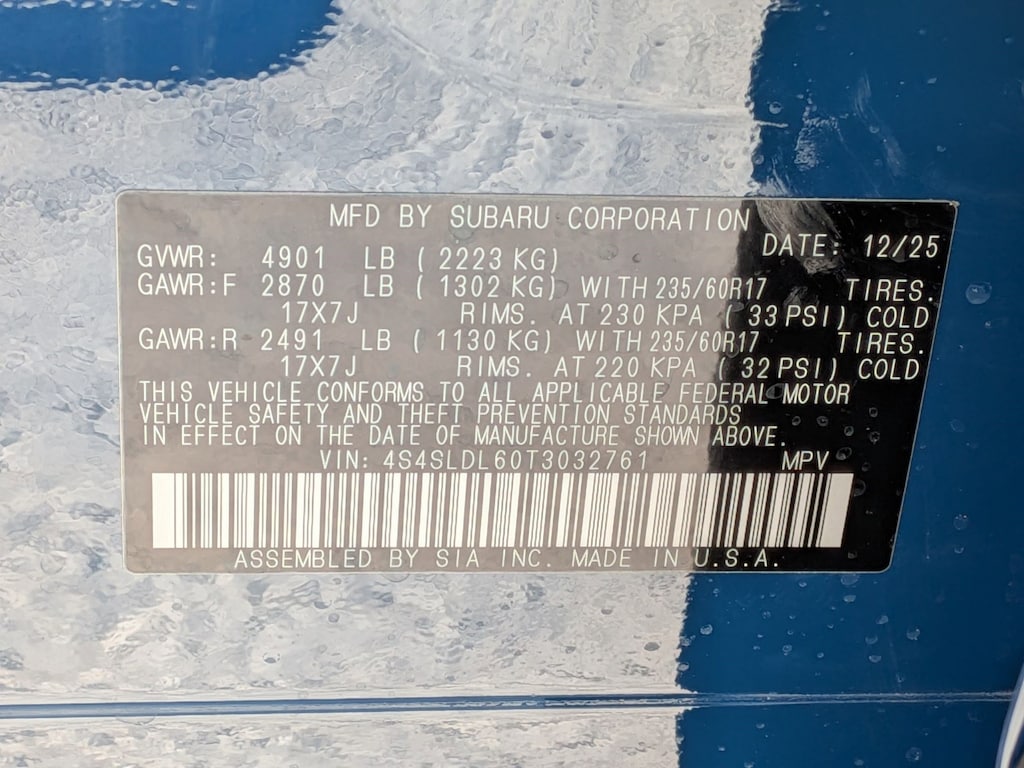 MFD BY SUBARU CORPORATION
DATE: 12/25
GVWR: 4901 LB (2223 KG)
GAWR:F 2870 LB (1302 KG) WITH 235/60R17 TIRES.
17X7J RIMS. AT 230 KPA (33 PSI) COLD
GAWR:R 2491 LB (1130 KG) WITH 235/60R17 TIRES.
17X7J RIMS. AT 220 KPA (32 PSI) COLD
THIS VEHICLE CONFORMS TO ALL APPLICABLE FEDERAL MOTOR
VEHICLE SAFETY AND THEFT PREVENTION STANDARDS
IN EFFECT ON THE DATE OF MANUFACTURE SHOWN ABOVE.
VIN: 4S4SLDL60T3032761 MPV
ASSEMBLED BY SIA INC. MADE IN U.S.A.